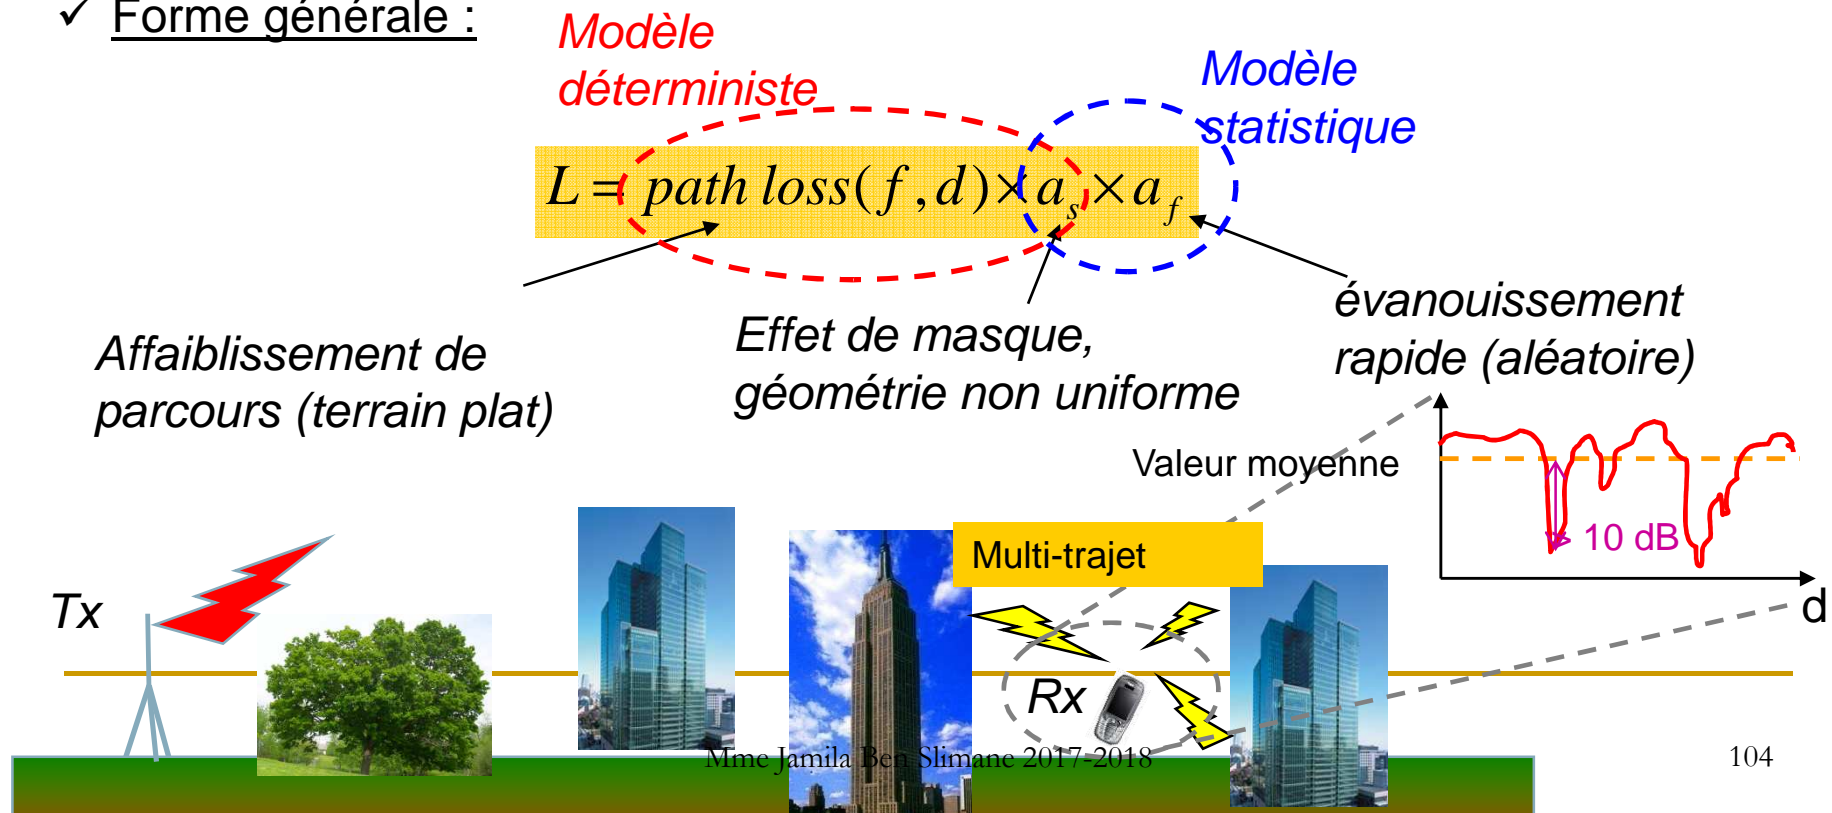 ✓ Forme générale :
Modèle
déterministe
Modèle
statistique
L = path loss(f,d)×a_s×a_f
Affaiblissement de
parcours (terrain plat)
Effet de masque,
géométrie non uniforme
évanouissement
rapide (aléatoire)
Valeur moyenne
> 10 dB
d
Multi-trajet
Tx
Rx
Mme Jamila Ben Slimane 2017-2018
104